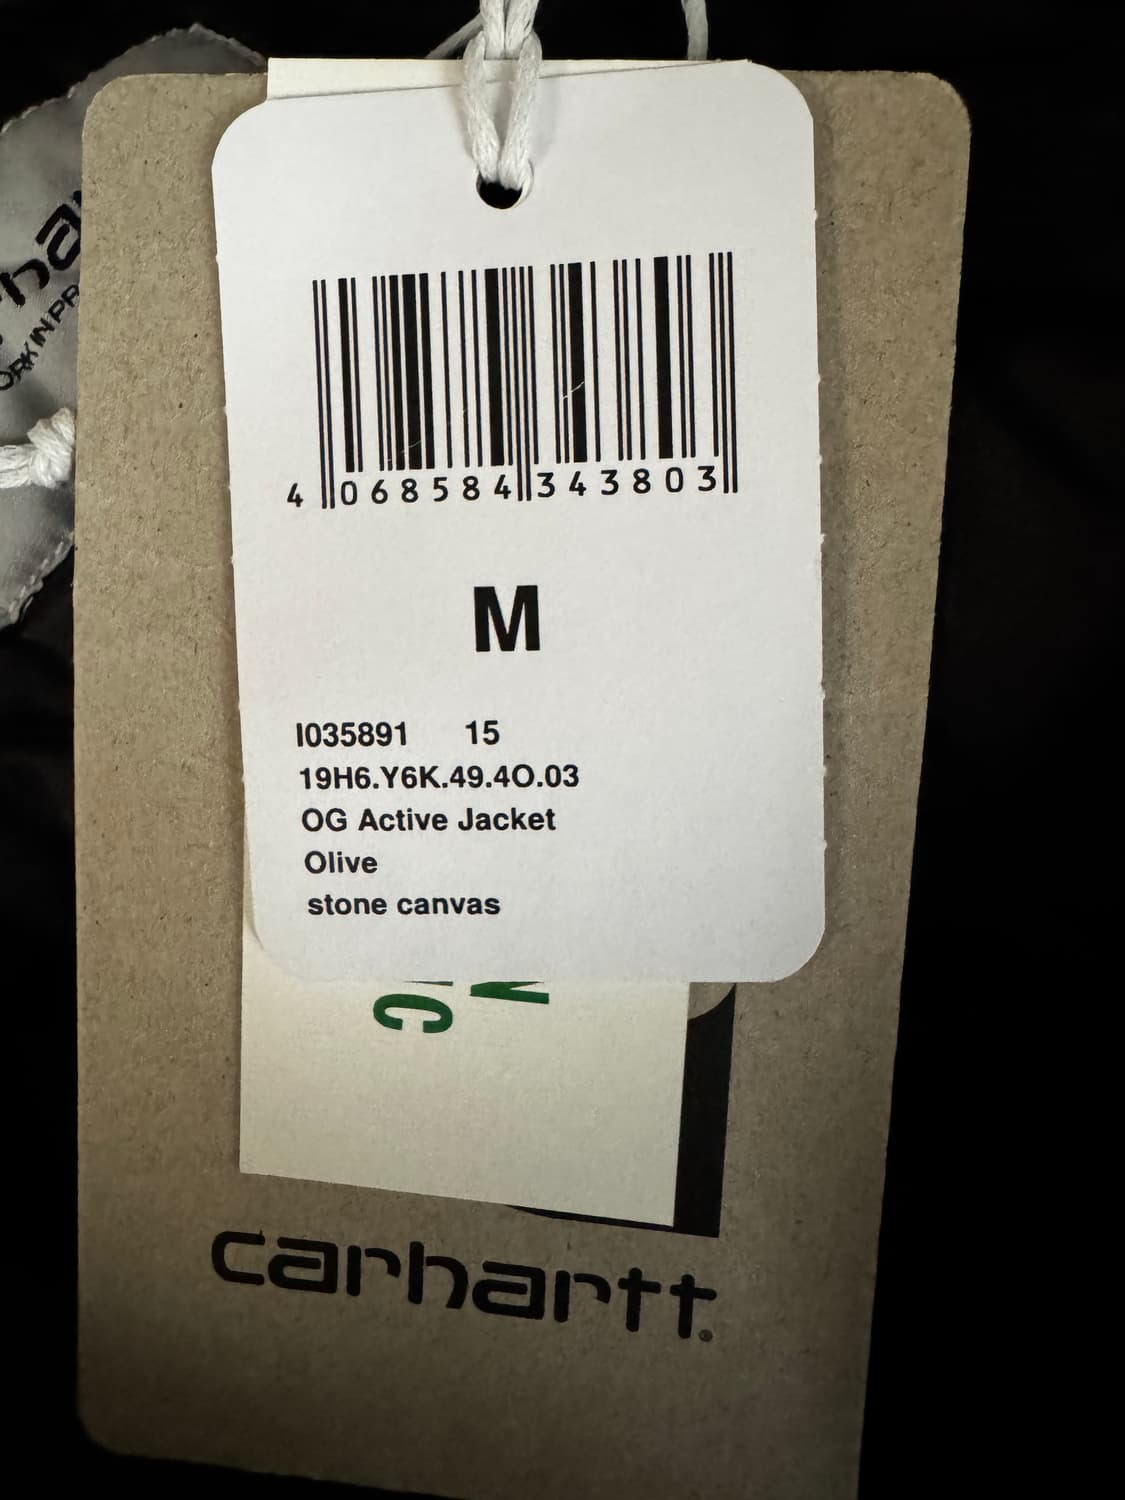 4 068584 343803
M
I035891 15
19H6.Y6K.49.4O.03
OG Active Jacket
Olive
stone canvas
carhartt